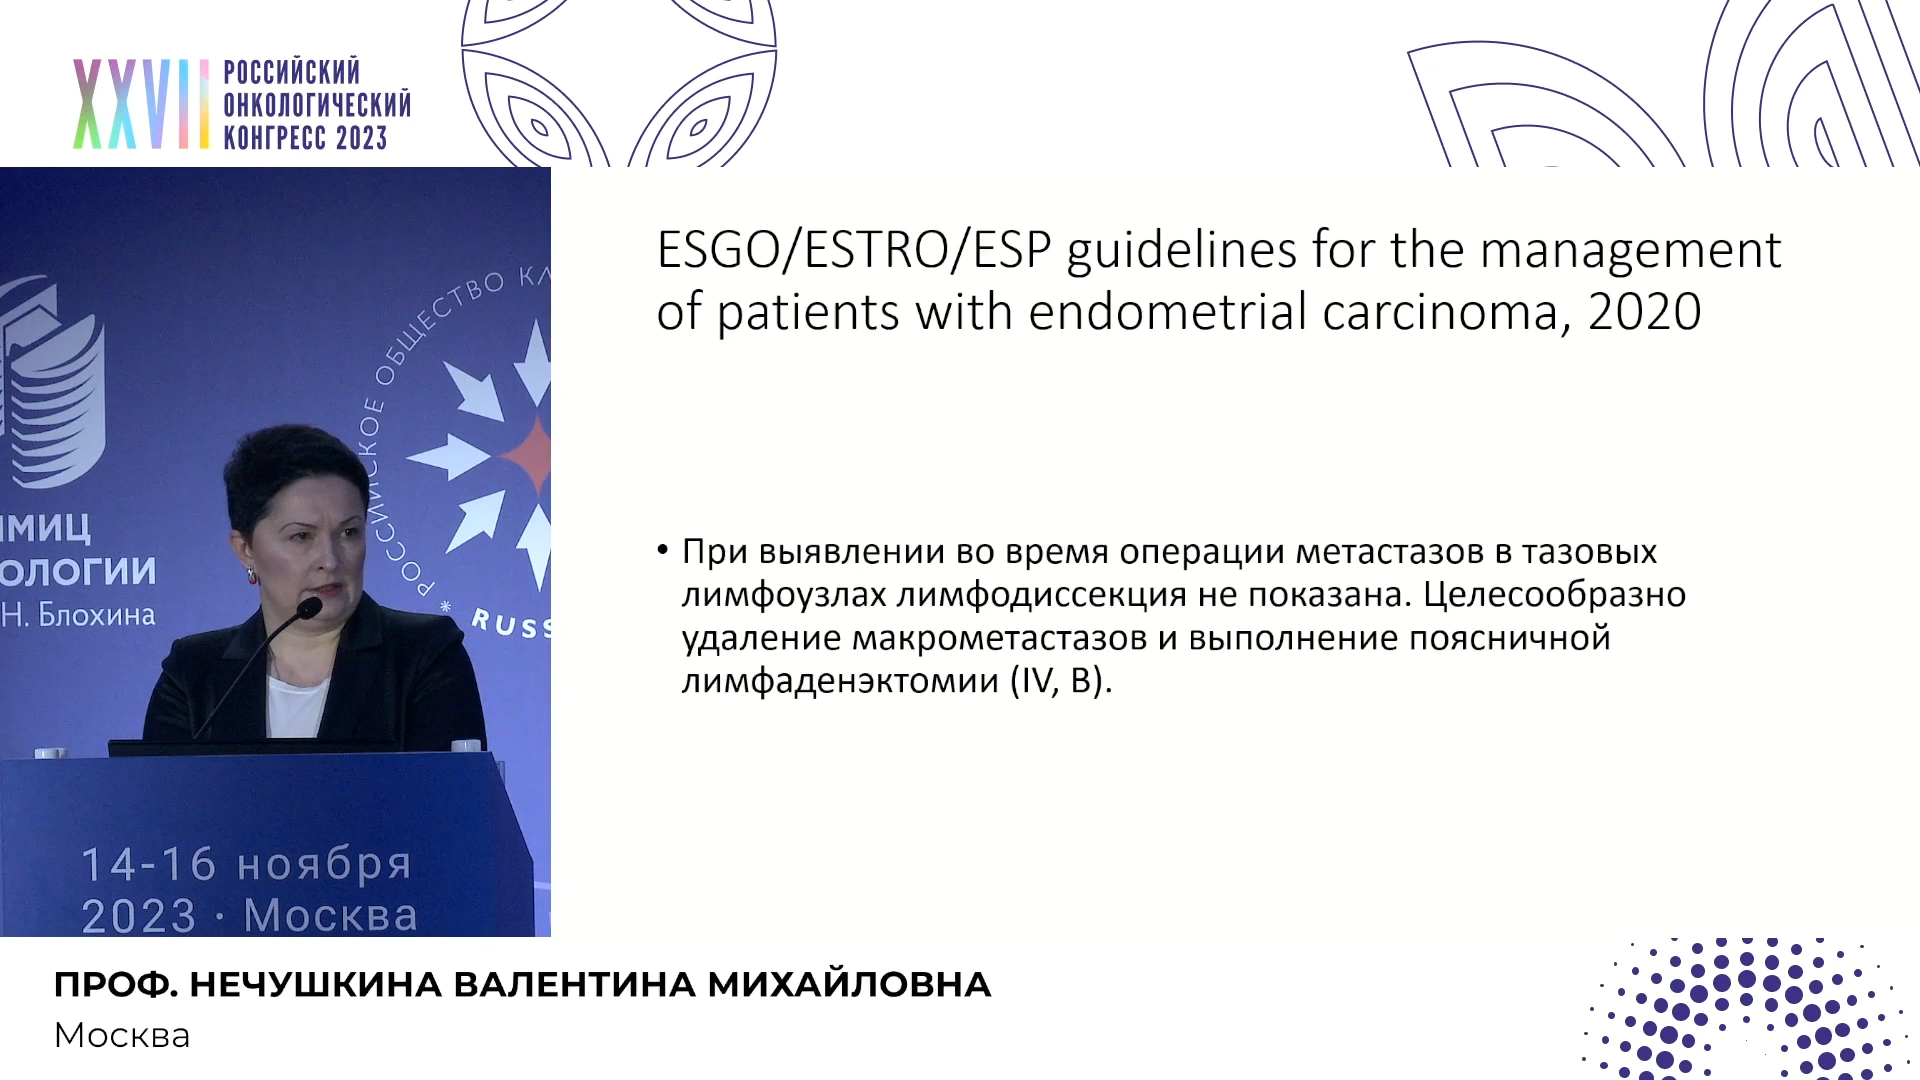 XXVII
РОССИЙСКИЙ
ОНКОЛОГИЧЕСКИЙ
КОНГРЕСС 2023
ESGO/ESTRO/ESP guidelines for the management
of patients with endometrial carcinoma, 2020
• При выявлении во время операции метастазов в тазовых
лимфоузлах лимфодиссекция не показана. Целесообразно
удаление макрометастазов и выполнение поясничной
лимфаденэктомии (IV, B).
РОССИЙСКОЕ ОБЩЕСТВО КЛ
* RUSS
ИМИЦ
ОЛОГИИ
Н. Блохина
14-16 ноября
2023 · Москва
ПРОФ. НЕЧУШКИНА ВАЛЕНТИНА МИХАЙЛОВНА
Москва